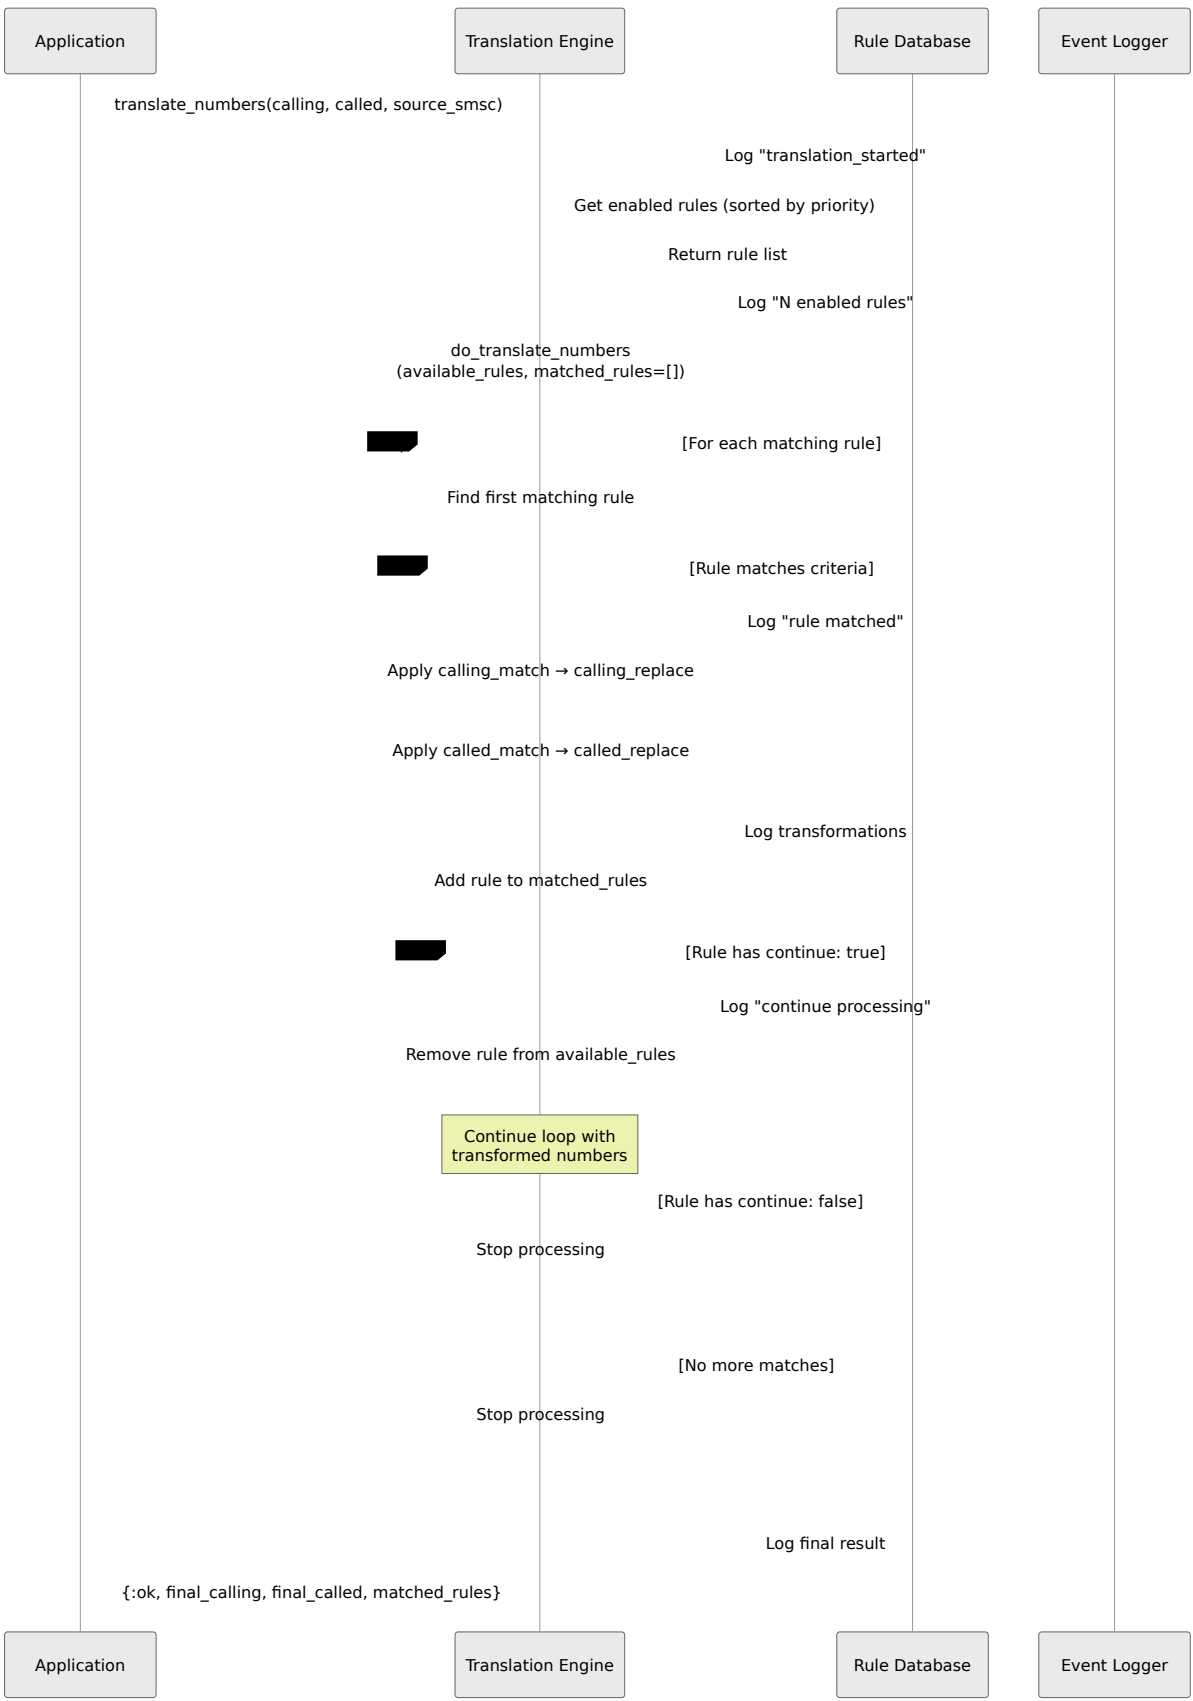 Application
Translation Engine
Rule Database
Event Logger
translate_numbers(calling, called, source_smsc)
Log "translation_started"
Get enabled rules (sorted by priority)
Return rule list
Log "N enabled rules"
do_translate_numbers
(available_rules, matched_rules=[])
[For each matching rule]
Find first matching rule
[Rule matches criteria]
Log "rule matched"
Apply calling_match → calling_replace
Apply called_match → called_replace
Log transformations
Add rule to matched_rules
[Rule has continue: true]
Log "continue processing"
Remove rule from available_rules
Continue loop with
transformed numbers
[Rule has continue: false]
Stop processing
[No more matches]
Stop processing
Log final result
{:ok, final_calling, final_called, matched_rules}
Application
Translation Engine
Rule Database
Event Logger